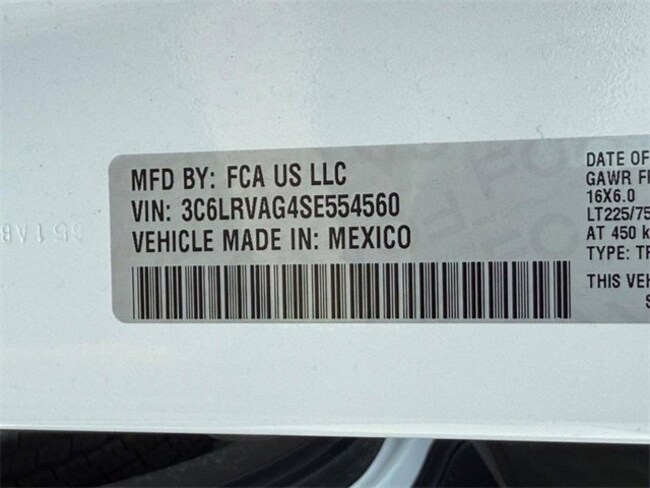 MFD BY: FCA US LLC
VIN: 3C6LRVAG4SE554560
VEHICLE MADE IN: MEXICO
DATE OF
GAWR FR
16X6.0
LT225/75
AT 450 k
TYPE: TR
THIS VEH
S